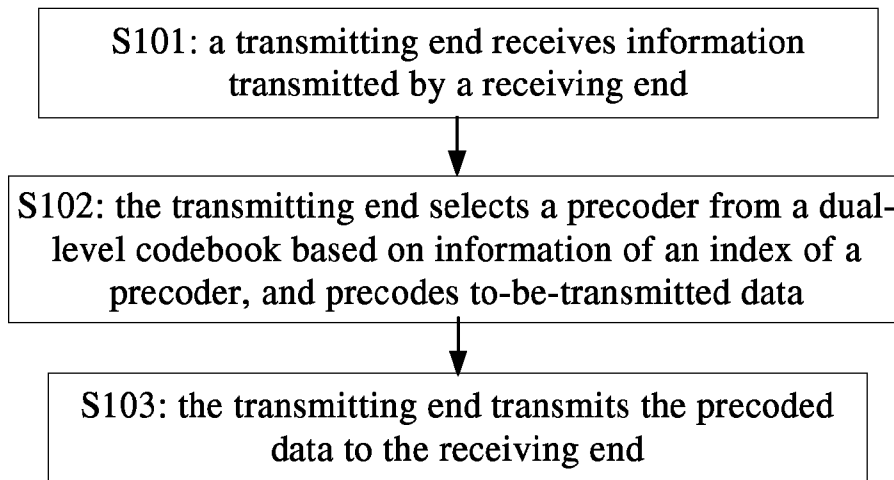 S101: a transmitting end receives information
transmitted by a receiving end
S102: the transmitting end selects a precoder from a dual-
level codebook based on information of an index of a
precoder, and precodes to-be-transmitted data
S103: the transmitting end transmits the precoded
data to the receiving end